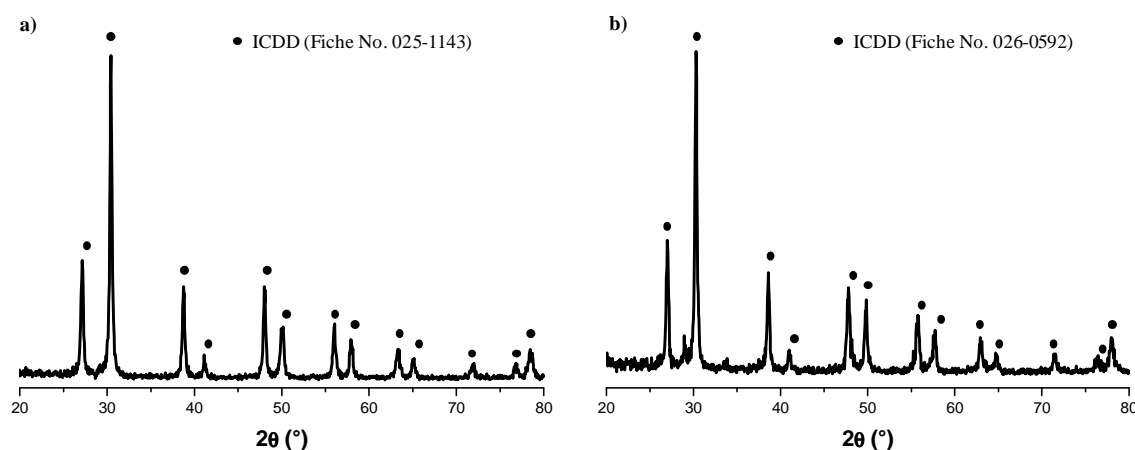 a)
● ICDD (Fiche No. 025-1143)
20 30 40 50 60 70 80
2θ (°)
b)
● ICDD (Fiche No. 026-0592)
20 30 40 50 60 70 80
2θ (°)